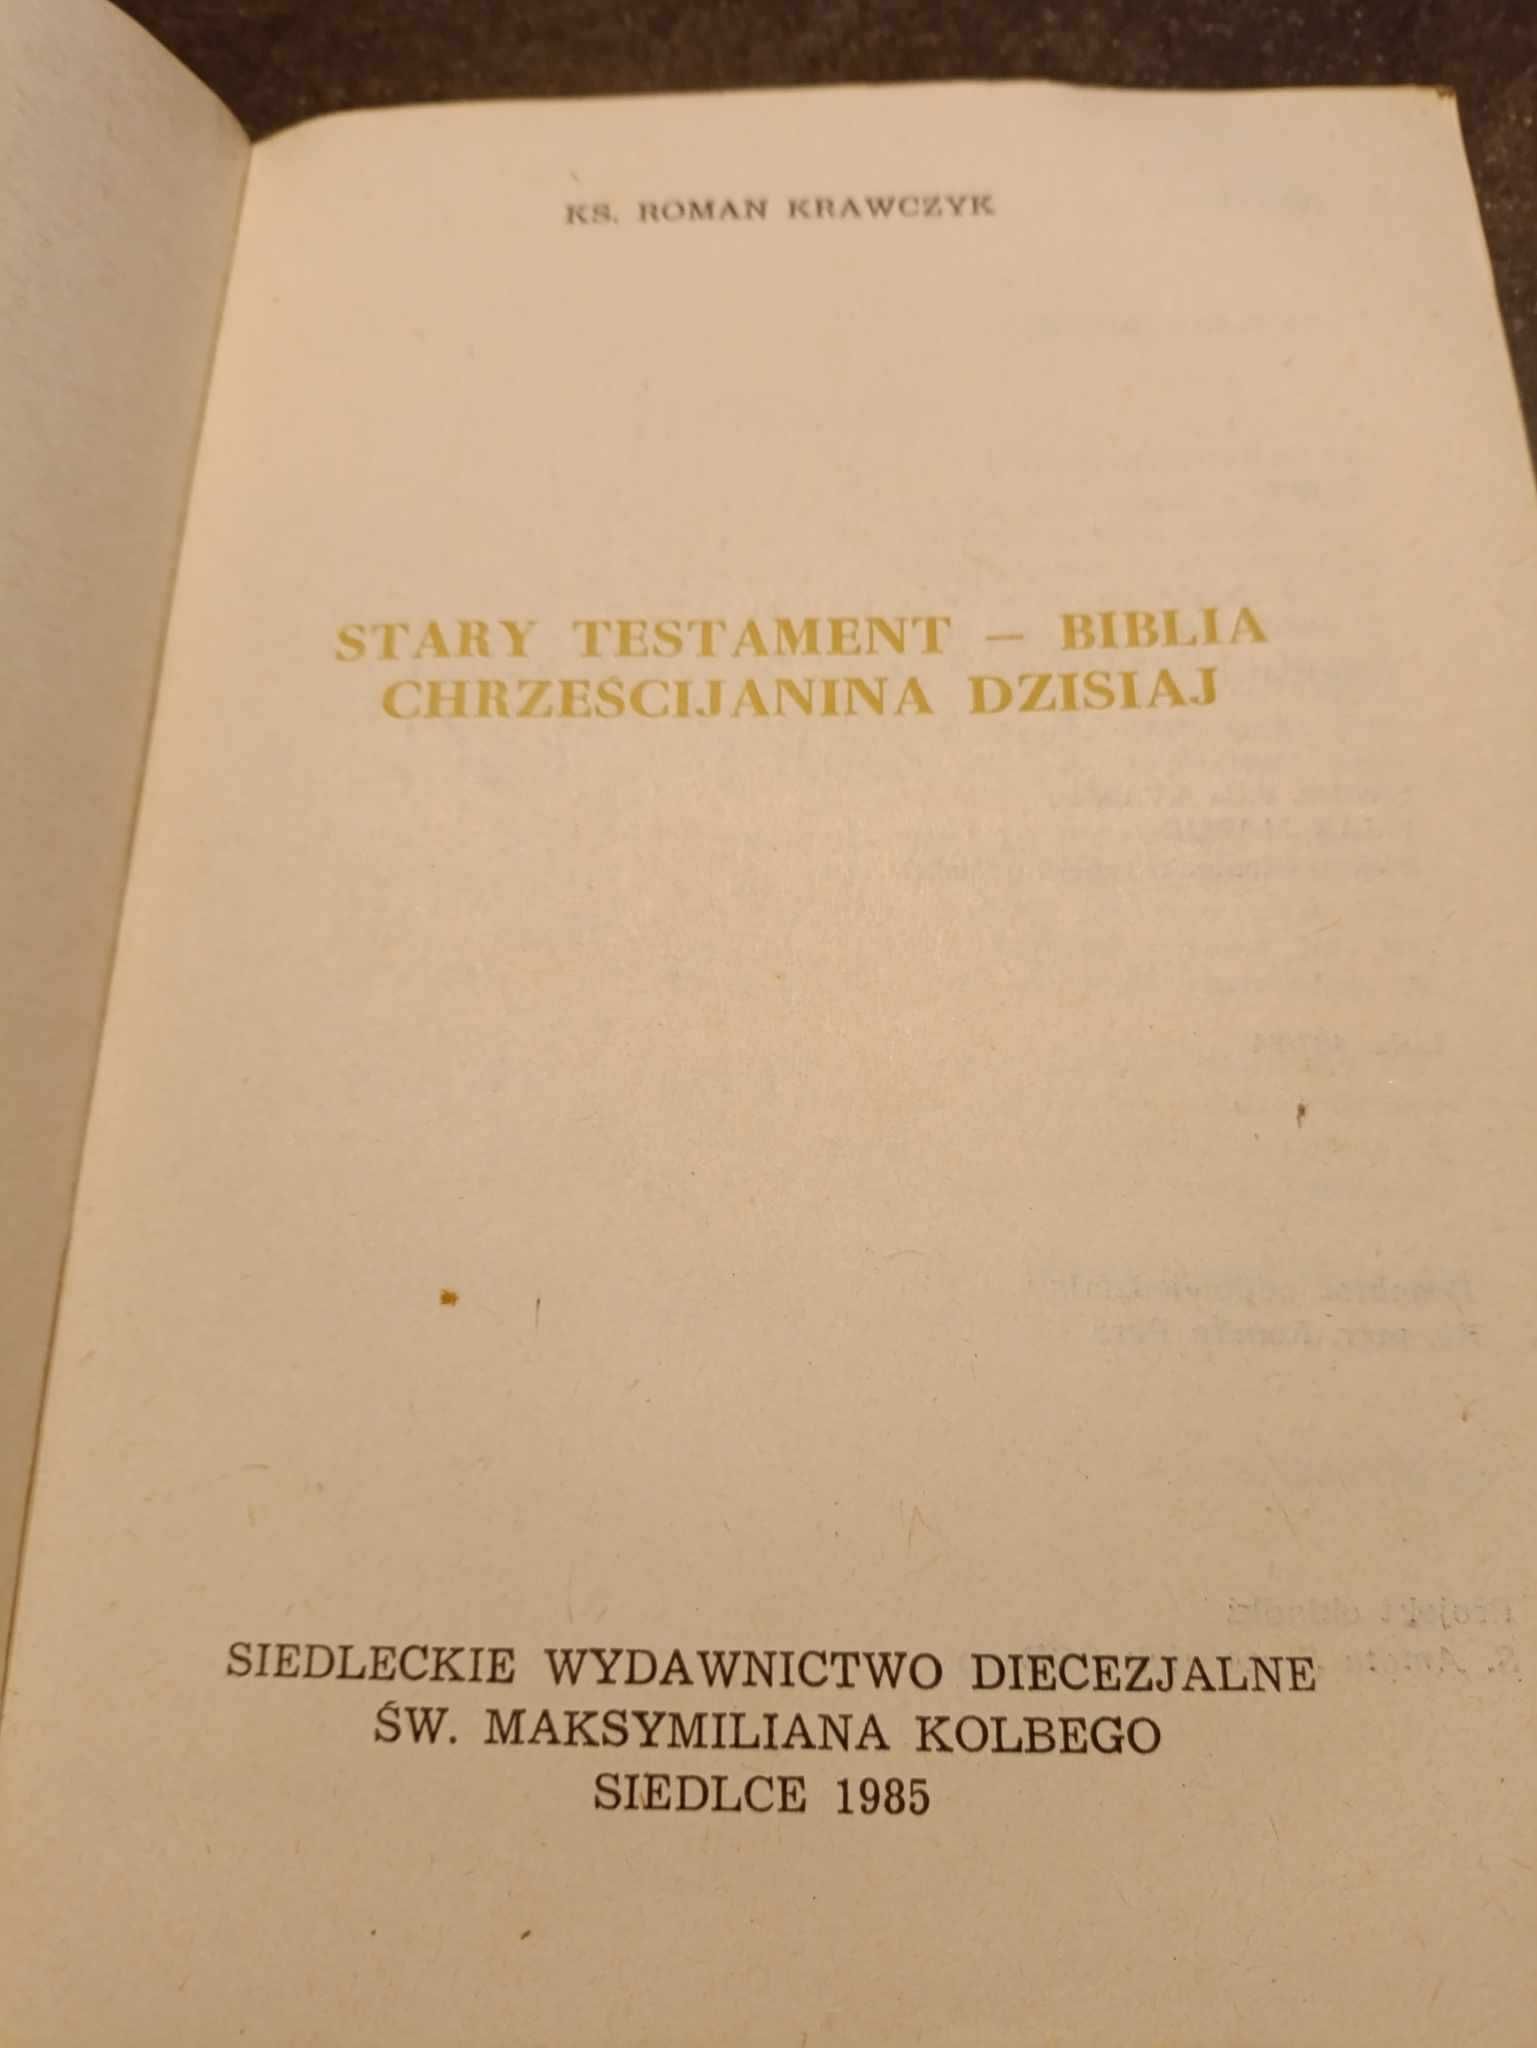 KS. ROMAN KRAWCZYK
STARY TESTAMENT — BIBLIA
CHRZEŚCIJANINA DZISIAJ
SIEDLECKIE WYDAWNICTWO DIECEZJALNE
ŚW. MAKSYMILIANA KOLBEGO
SIEDLCE 1985